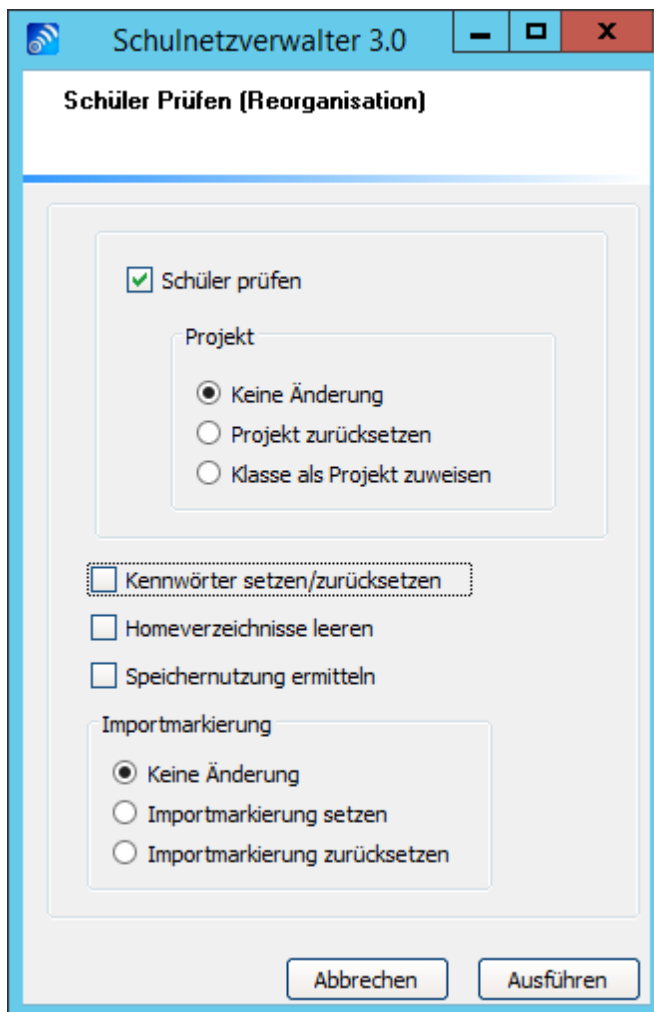 Schulnetzverwalter 3.0
Schüler Prüfen (Reorganisation)
Schüler prüfen
Projekt
Keine Änderung
Projekt zurücksetzen
Klasse als Projekt zuweisen
Kennwörter setzen/zurücksetzen
Homeverzeichnisse leeren
Speichernutzung ermitteln
Importmarkierung
Keine Änderung
Importmarkierung setzen
Importmarkierung zurücksetzen
Abbrechen Ausführen